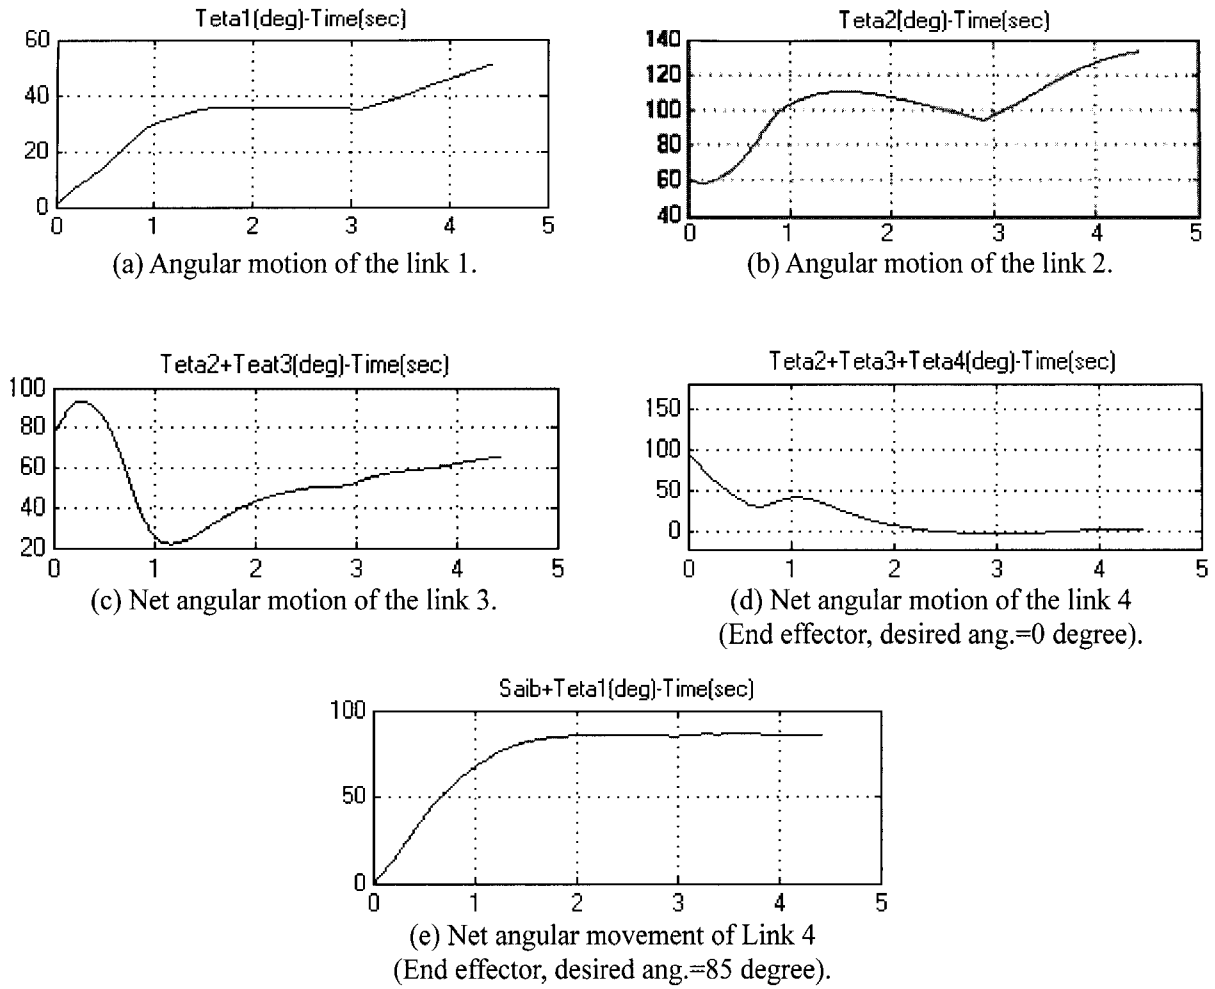 Teta1(deg)-Time(sec)
60
40
20
0
0 1 2 3 4 5
(a) Angular motion of the link 1.
Teta2(deg)-Time(sec)
140
120
100
80
60
40
0 1 2 3 4 5
(b) Angular motion of the link 2.
Teta2+Teat3(deg)-Time(sec)
100
80
60
40
20
0 1 2 3 4 5
(c) Net angular motion of the link 3.
Teta2+Teta3+Teta4(deg)-Time(sec)
150
100
50
0
0 1 2 3 4 5
(d) Net angular motion of the link 4
(End effector, desired ang.=0 degree).
Saib+Teta1(deg)-Time(sec)
100
50
0
0 1 2 3 4 5
(e) Net angular movement of Link 4
(End effector, desired ang.=85 degree).